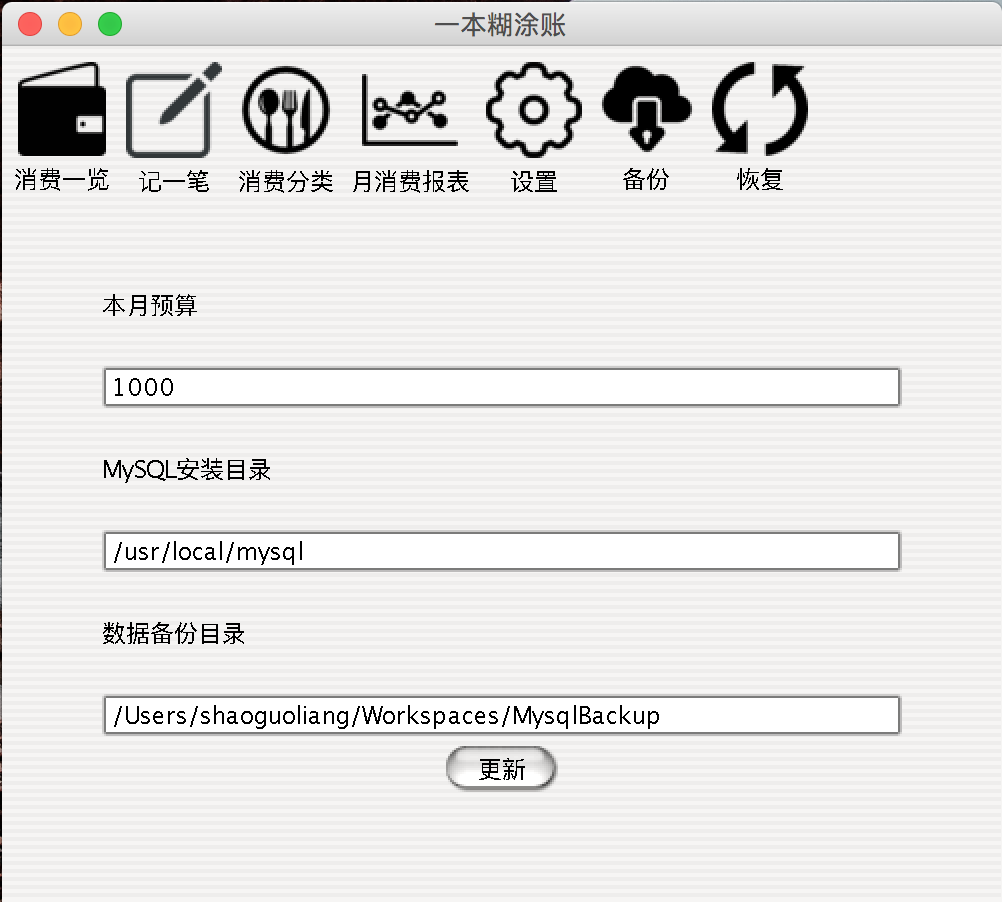 一本糊涂账
消费一览 记一笔 消费分类 月消费报表 设置 备份 恢复
本月预算
1000
MySQL安装目录
/usr/local/mysql
数据备份目录
/Users/shaoguoliang/Workspaces/MysqlBackup
更新